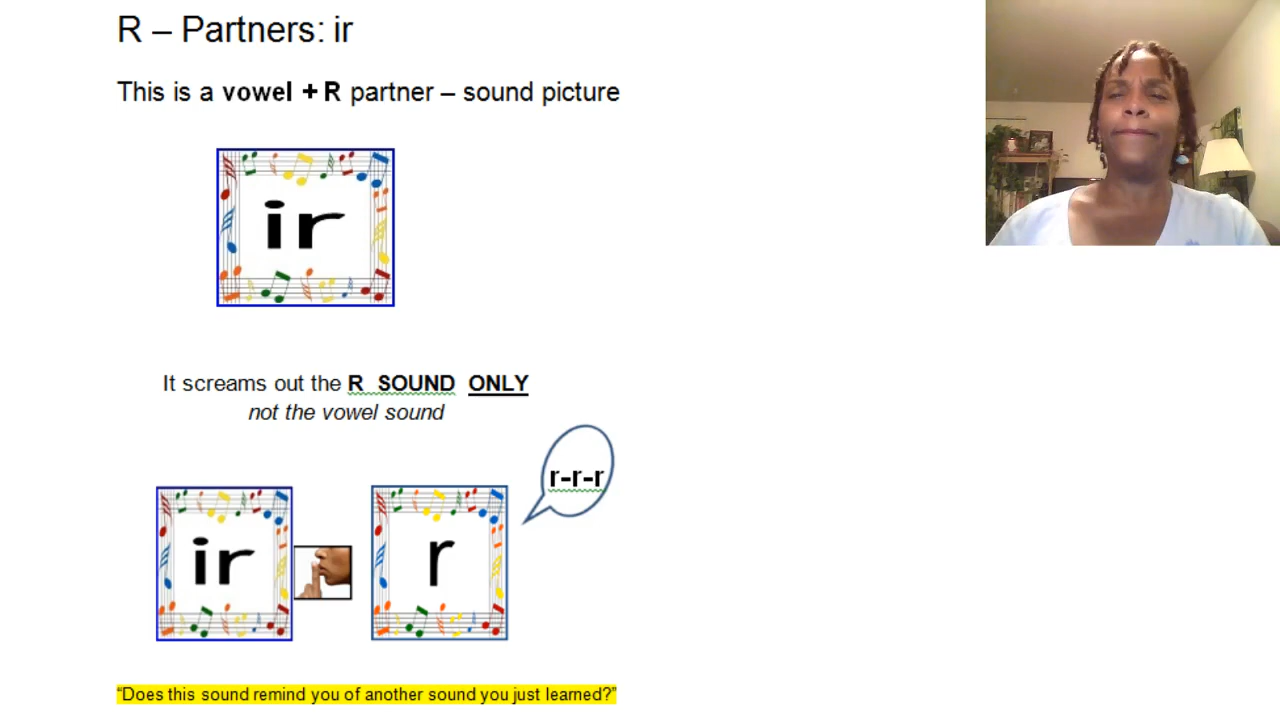 R – Partners: ir
This is a vowel + R partner – sound picture
ir
It screams out the R SOUND ONLY
not the vowel sound
r-r-r
ir
r
“Does this sound remind you of another sound you just learned?”